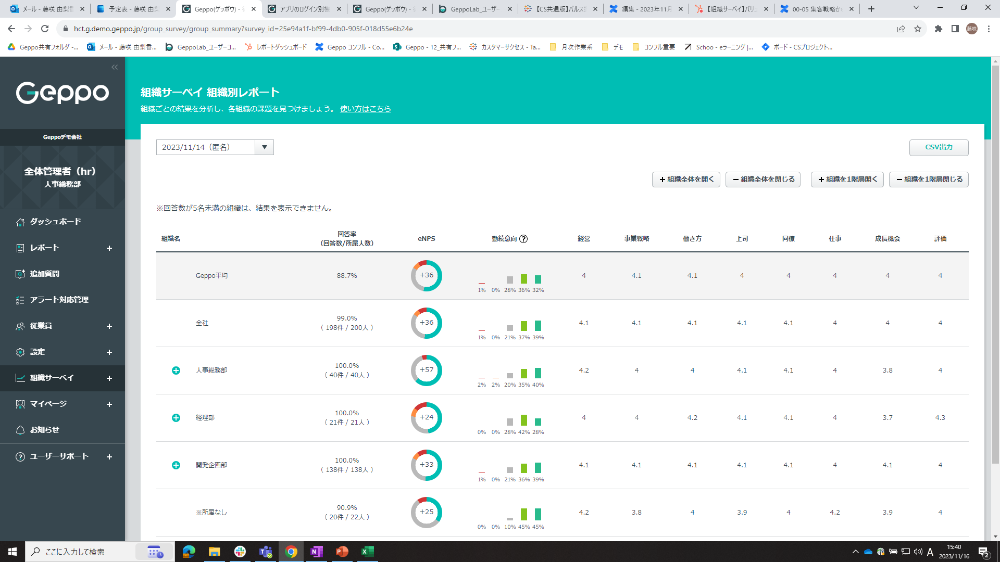 メール - 藤咲 由梨香
予定表 - 藤咲 由梨
Geppo(ゲッポウ) -
アプリのログイン別機
Geppo(ゲッポウ) -
GeppoLab_ユーザー
【CS共通版】パルス
編集 - 2023年11月
【組織サーベイ】バリュ
00-05 集客戦略か
hct.g.demo.geppo.jp/group_survey/group_summary?survey_id=25e94a1f-bf99-4db0-905f-018d55e6b24e
藤咲
Geppo共有フォルダ -...
メール - 藤咲 由梨香...
GeppoLab_ユーザーコ...
レポートダッシュボード
Geppo コンフル - Co...
Geppo - 12_共有フ...
カスタマーサクセス - Ta...
月次作業系
デモ
コンフル重要
Schoo - eラーニング |...
ボード - CSプロジェクト...
Geppo
Geppoデモ会社
全体管理者（hr）
人事総務部
ダッシュボード
レポート +
追加質問
アラート対応管理
従業員 +
設定 +
組織サーベイ +
マイページ +
お知らせ
ユーザーサポート +
組織サーベイ 組織別レポート
組織ごとの結果を分析し、各組織の課題を見つけましょう。 使い方はこちら
2023/11/14（匿名） ▼
CSV出力
+ 組織全体を開く
− 組織全体を閉じる
+ 組織を1階層開く
− 組織を1階層閉じる
※回答数が5名未満の組織は、結果を表示できません。
組織名 回答率 （回答数/所属人数） eNPS 勤続意向 ? 経営 事業戦略 働き方 上司 同僚 仕事 成長機会 評価
Geppo平均 88.7% +36 1% 0% 28% 36% 32% 4 4.1 4.1 4 4 4 4 4
全社 99.0% （ 198件 / 200人 ） +36 1% 0% 21% 37% 39% 4.1 4.1 4.1 4.1 4.1 4 4 4
人事総務部 100.0% （ 40件 / 40人 ） +57 2% 2% 20% 35% 40% 4.2 4 4 4.1 4.1 4 3.8 4
経理部 100.0% （ 21件 / 21人 ） +24 0% 0% 28% 42% 28% 4 4 4.2 4.1 4.1 4 3.7 4.3
開発企画部 100.0% （ 138件 / 138人 ） +33 1% 0% 21% 36% 39% 4.1 4.1 4.1 4.1 4.1 4 4.1 4
※所属なし 90.9% （ 20件 / 22人 ） +25 0% 0% 10% 45% 45% 4.2 3.8 4 3.9 4 4.2 3.9 4
ここに入力して検索
A
15:40
2023/11/16
2